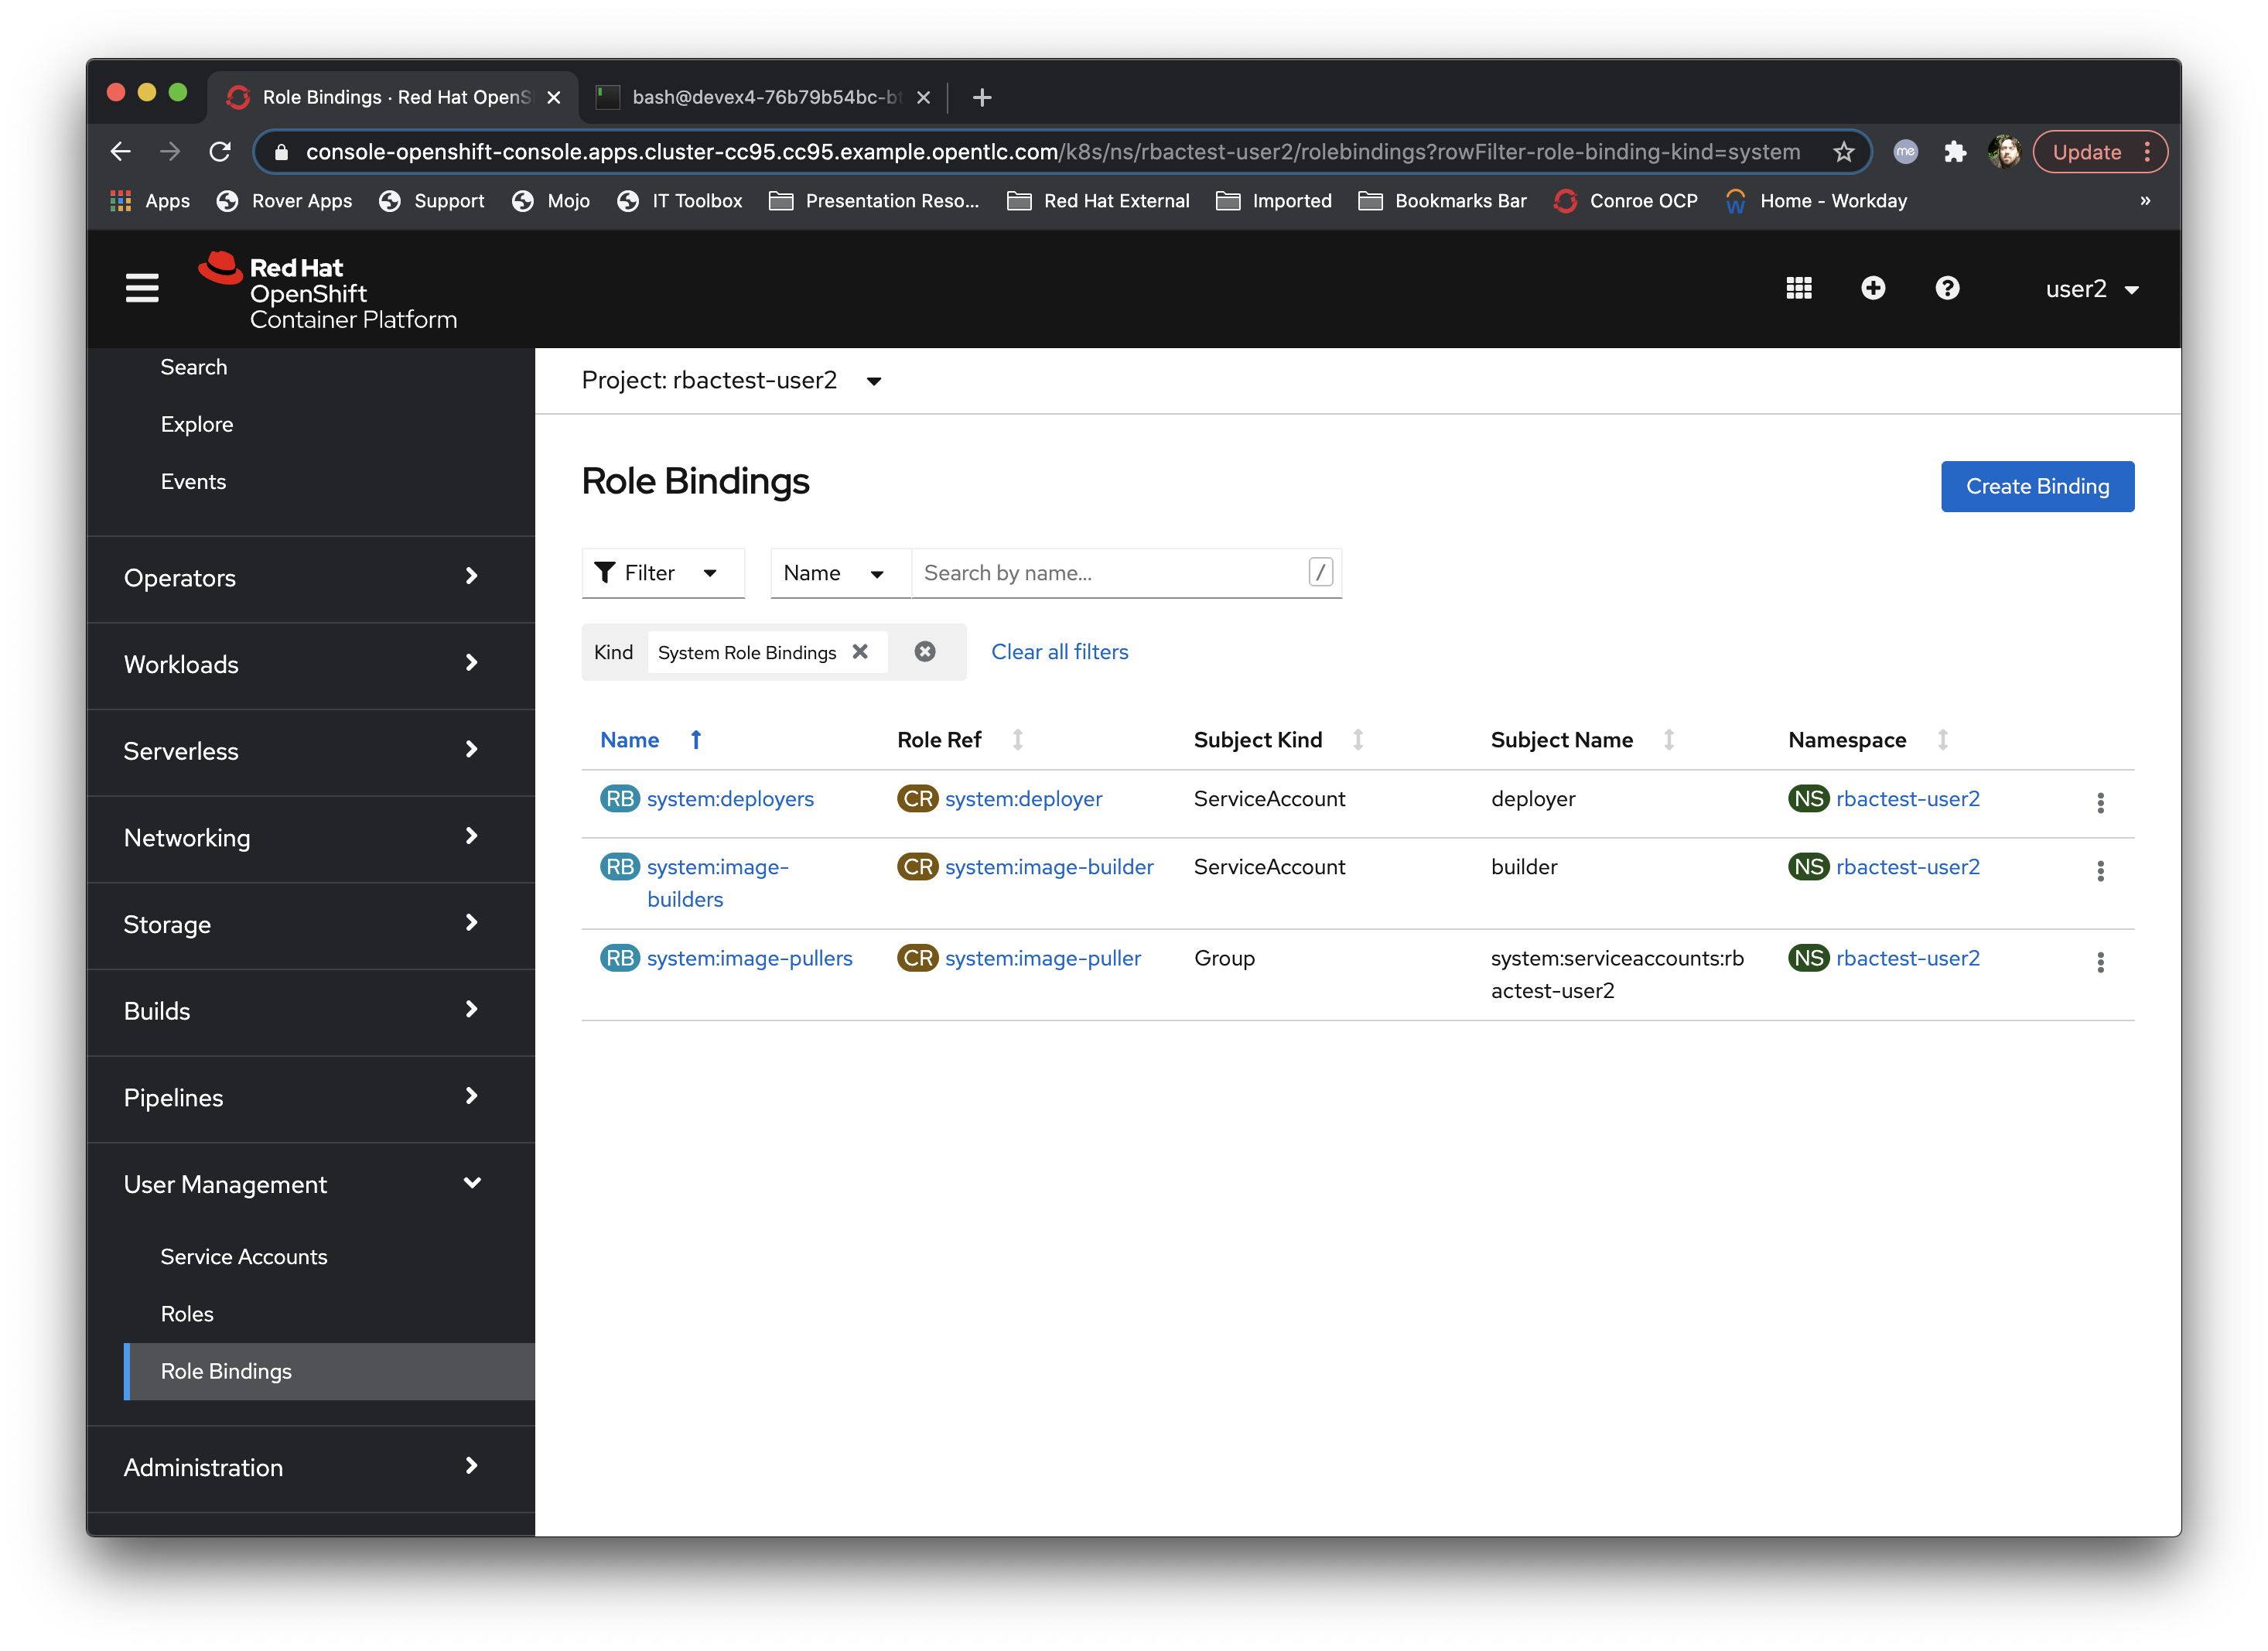 Role Bindings · Red Hat OpenS
bash@devex4-76b79b54bc-bt
console-openshift-console.apps.cluster-cc95.cc95.example.opentlc.com/k8s/ns/rbactest-user2/rolebindings?rowFilter-role-binding-kind=system
me
Update
Apps
Rover Apps
Support
Mojo
IT Toolbox
Presentation Reso...
Red Hat External
Imported
Bookmarks Bar
Conroe OCP
Home - Workday
»
Red Hat
OpenShift
Container Platform
user2
Search
Explore
Events
Operators
Workloads
Serverless
Networking
Storage
Builds
Pipelines
User Management
Service Accounts
Roles
Role Bindings
Administration
Project: rbactest-user2
Role Bindings
Create Binding
Filter
Name
Search by name...
/
Kind
System Role Bindings
Clear all filters
Name Role Ref Subject Kind Subject Name Namespace
RB system:deployers CR system:deployer ServiceAccount deployer NS rbactest-user2
RB system:image- CR system:image-builder ServiceAccount builder NS rbactest-user2
builders
RB system:image-pullers CR system:image-puller Group system:serviceaccounts:rb NS rbactest-user2
actest-user2